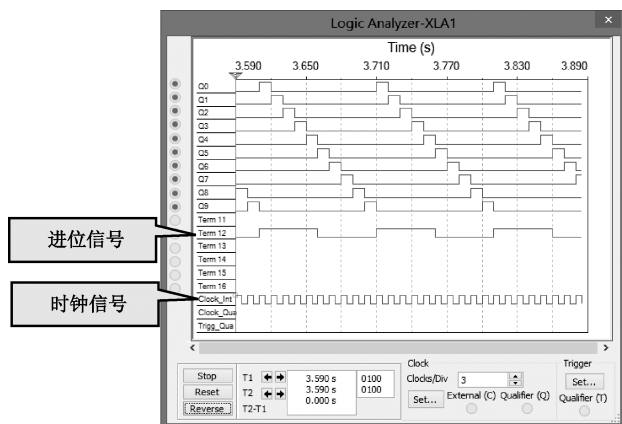 Logic Analyzer-XLA1
×
Time (s)
3.590 3.650 3.710 3.770 3.830 3.890
Q0
Q1
Q2
Q3
Q4
Q5
Q6
Q7
Q8
Q9
Term 11
进位信号
Term 12
Term 13
Term 14
Term 15
Term 16
时钟信号
Clock_Int
Clock_Qua
Trigg_Qua
Stop
Reset
Reverse
T1 3.590 s 0100
T2 3.590 s 0100
T2-T1 0.000 s
Clock
Clocks/Div 3
Set... External (C) Qualifier (Q)
Trigger
Set...
Qualifier (T)